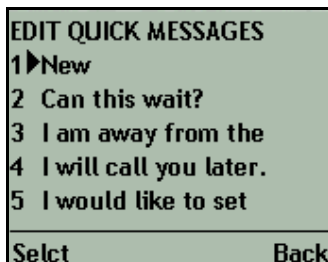 EDIT QUICK MESSAGES
1 New
2 Can this wait?
3 I am away from the
4 I will call you later.
5 I would like to set
Selct Back